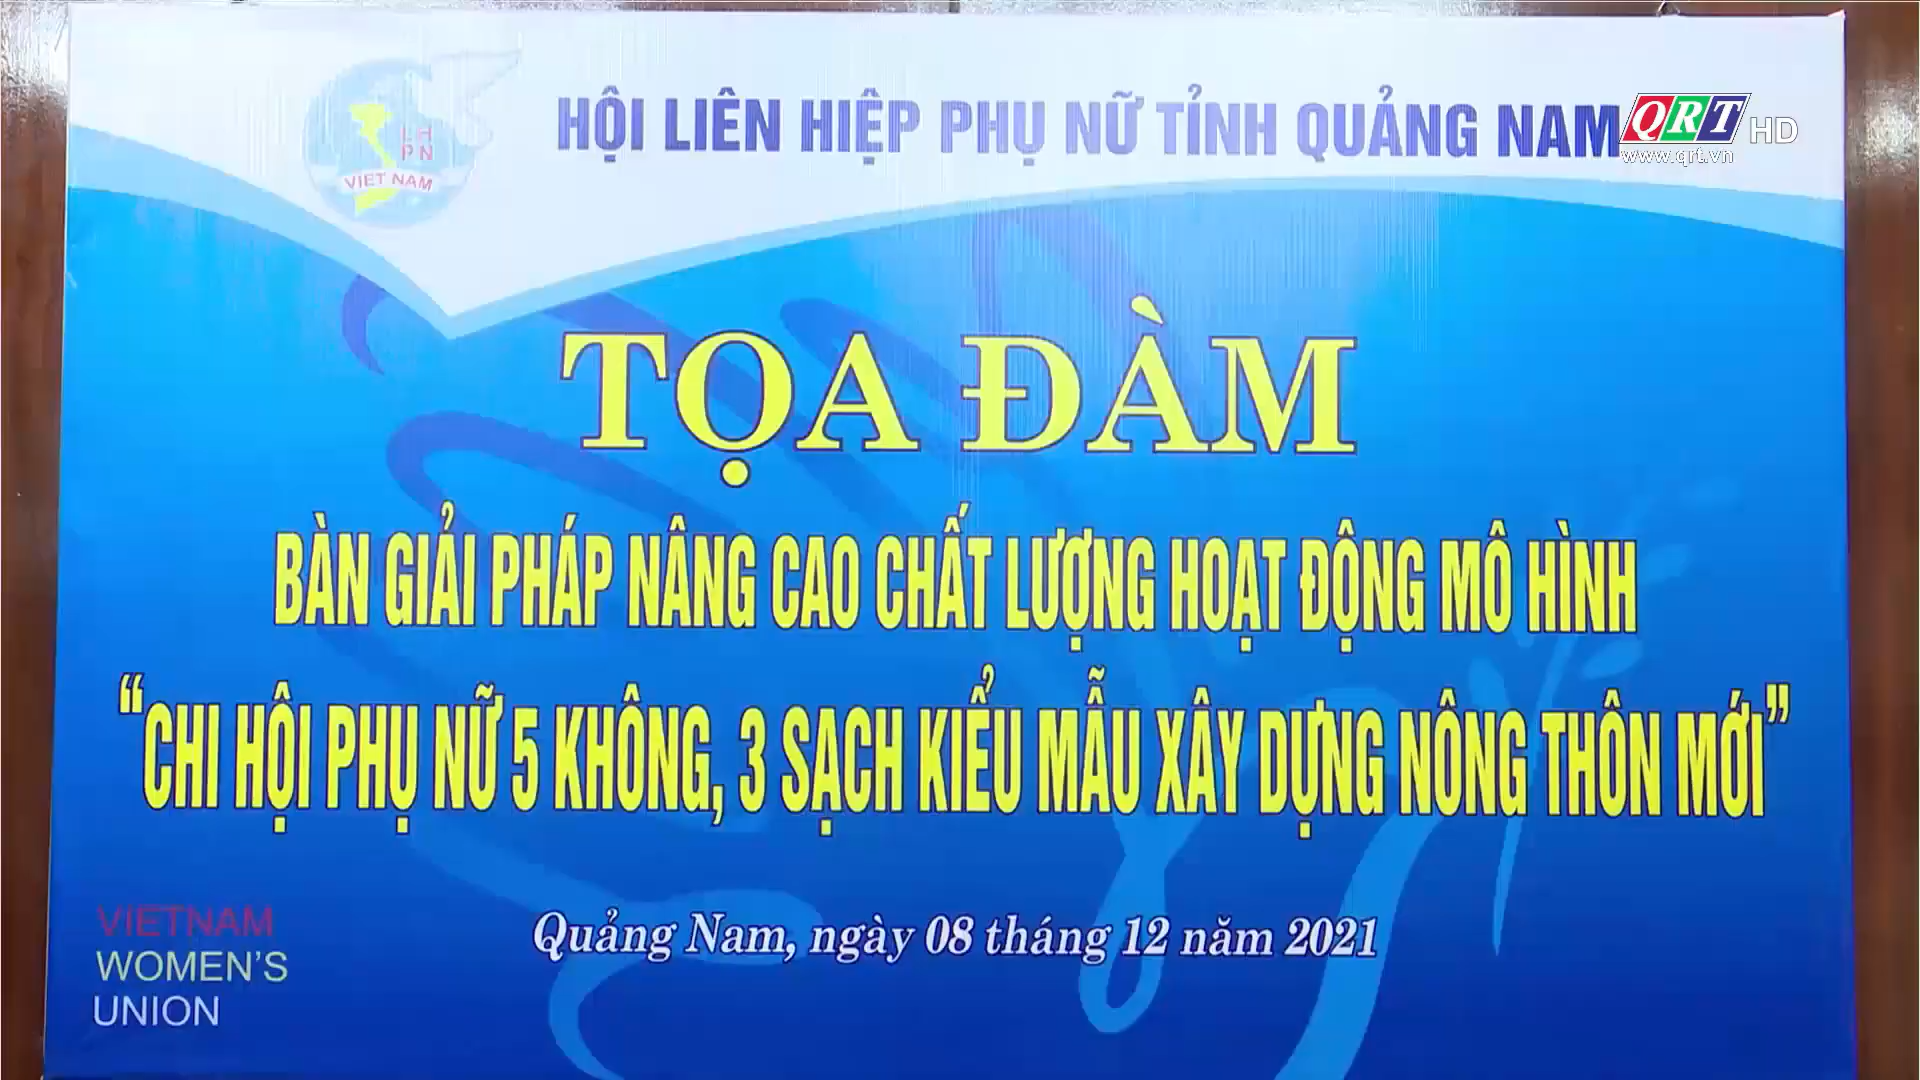 HỘI LIÊN HIỆP PHỤ NỮ TỈNH QUẢNG NAM
QRT HD
www.qrt.vn
LH
PN
VIET NAM
TỌA ĐÀM
BÀN GIẢI PHÁP NÂNG CAO CHẤT LƯỢNG HOẠT ĐỘNG MÔ HÌNH
“CHI HỘI PHỤ NỮ 5 KHÔNG, 3 SẠCH KIỂU MẪU XÂY DỰNG NÔNG THÔN MỚI”
Quảng Nam, ngày 08 tháng 12 năm 2021
VIETNAM
WOMEN'S
UNION